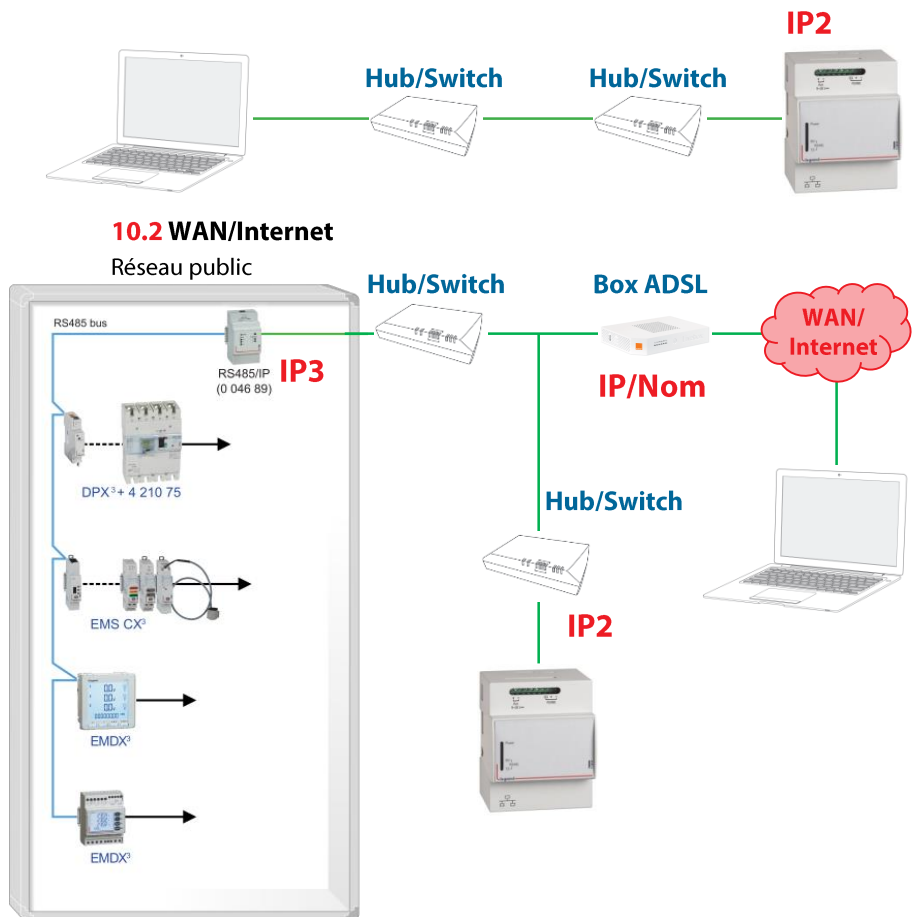 IP2
Hub/Switch
Hub/Switch
10.2 WAN/Internet
Réseau public
Hub/Switch
Box ADSL
WAN/
Internet
RS485 bus
RS485/IP
(0 046 89)
IP3
IP/Nom
DPX³ + 4 210 75
Hub/Switch
EMS CX³
IP2
EMDX³
EMDX³